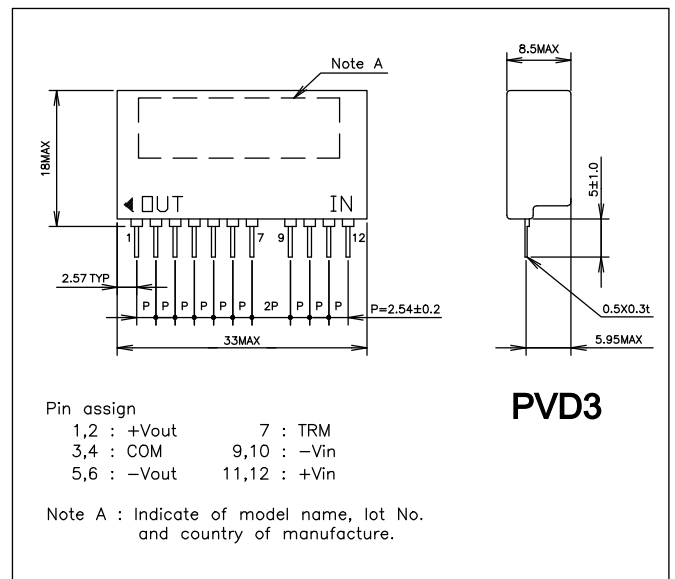 Note A
8.5MAX
18MAX
◀ OUT IN
5±1.0
1 7 9 12
2.57 TYP
P P P P P P 2P P P P P=2.54±0.2
0.5X0.3t
33MAX
5.95MAX
PVD3
Pin assign
1,2 : +Vout 7 : TRM
3,4 : COM 9,10 : −Vin
5,6 : −Vout 11,12 : +Vin
Note A : Indicate of model name, lot No.
and country of manufacture.